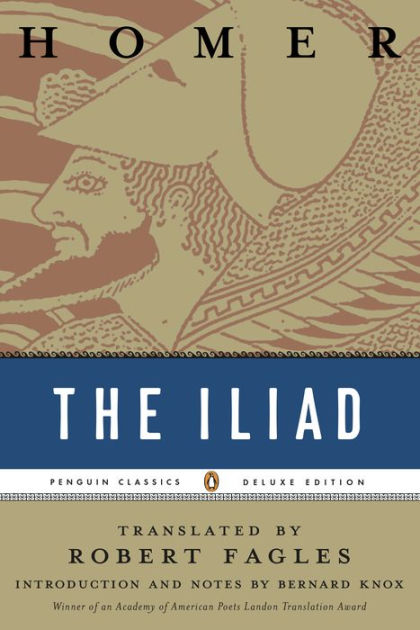 HOMER
THE ILIAD
PENGUIN CLASSICS DELUXE EDITION
TRANSLATED BY
ROBERT FAGLES
INTRODUCTION AND NOTES BY BERNARD KNOX
Winner of an Academy of American Poets Landon Translation Award